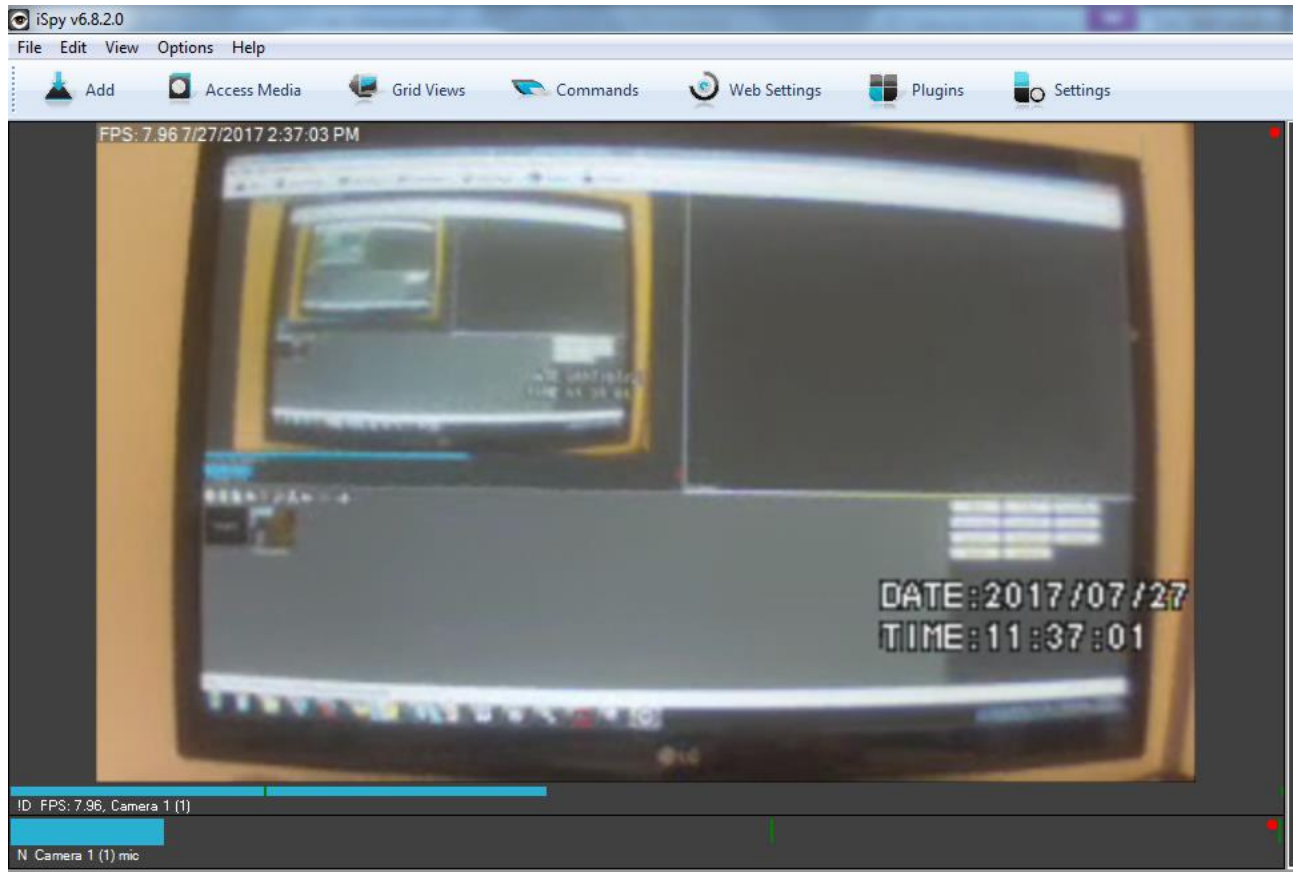 iSpy v6.8.2.0
File Edit View Options Help
Add Access Media Grid Views Commands Web Settings Plugins Settings
FPS: 7.96 7/27/2017 2:37:03 PM
DATE:2017/07/27
TIME:11:37:01
LG
!D FPS: 7.96, Camera 1 (1)
N Camera 1 (1) mic